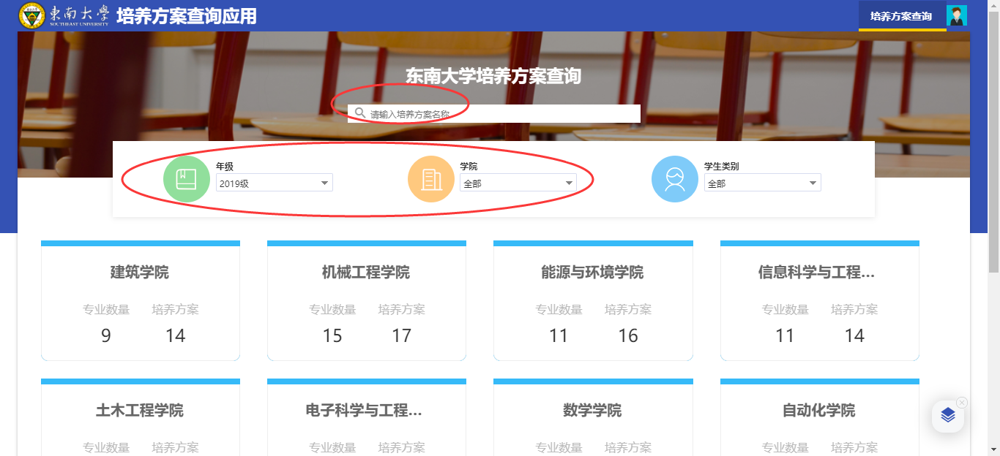 東南大學 培养方案查询应用
SOUTHEAST UNIVERSITY
培养方案查询
东南大学培养方案查询
请输入培养方案名称
年级 学院 学生类别
2019级 全部 全部
建筑学院 机械工程学院 能源与环境学院 信息科学与工程...
专业数量 培养方案 专业数量 培养方案 专业数量 培养方案 专业数量 培养方案
9 14 15 17 11 16 11 14
土木工程学院 电子科学与工程... 数学学院 自动化学院
专业数量 培养方案 专业数量 培养方案 专业数量 培养方案 专业数量 培养方案